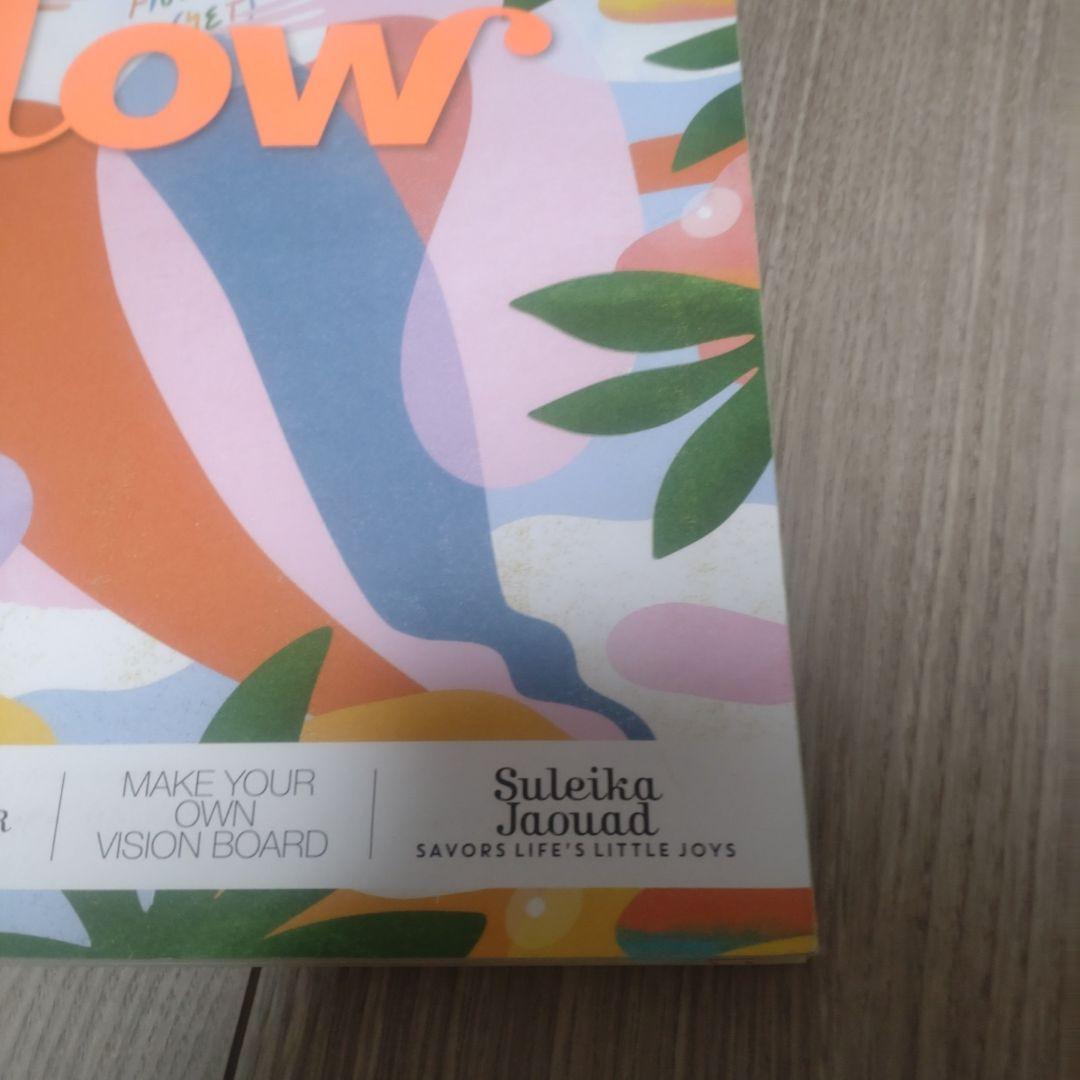 low
MAKE YOUR
OWN
VISION BOARD
Suleika
Jaouad
SAVORS LIFE'S LITTLE JOYS
R